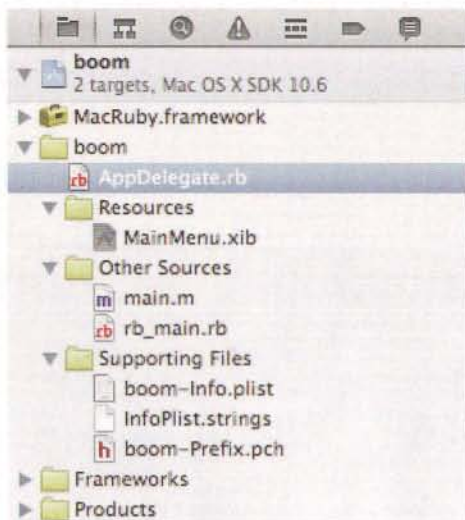 boom
2 targets, Mac OS X SDK 10.6
MacRuby.framework
boom
rb AppDelegate.rb
Resources
MainMenu.xib
Other Sources
m main.m
rb rb_main.rb
Supporting Files
boom-Info.plist
InfoPlist.strings
h boom-Prefix.pch
Frameworks
Products